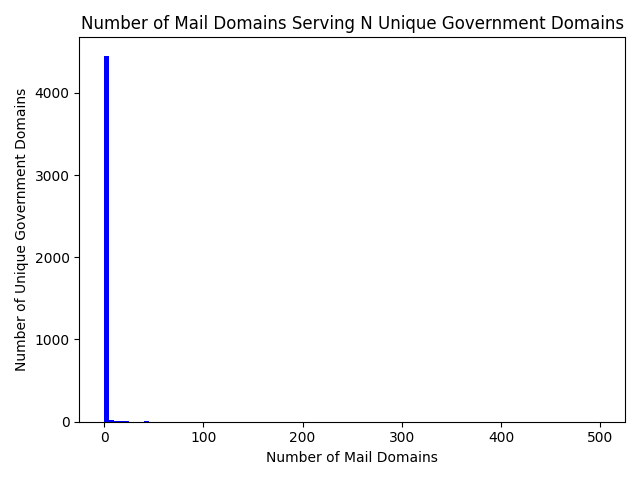 Number of Mail Domains Serving N Unique Government Domains
Number of Unique Government Domains
4000
3000
2000
1000
0
0 100 200 300 400 500
Number of Mail Domains